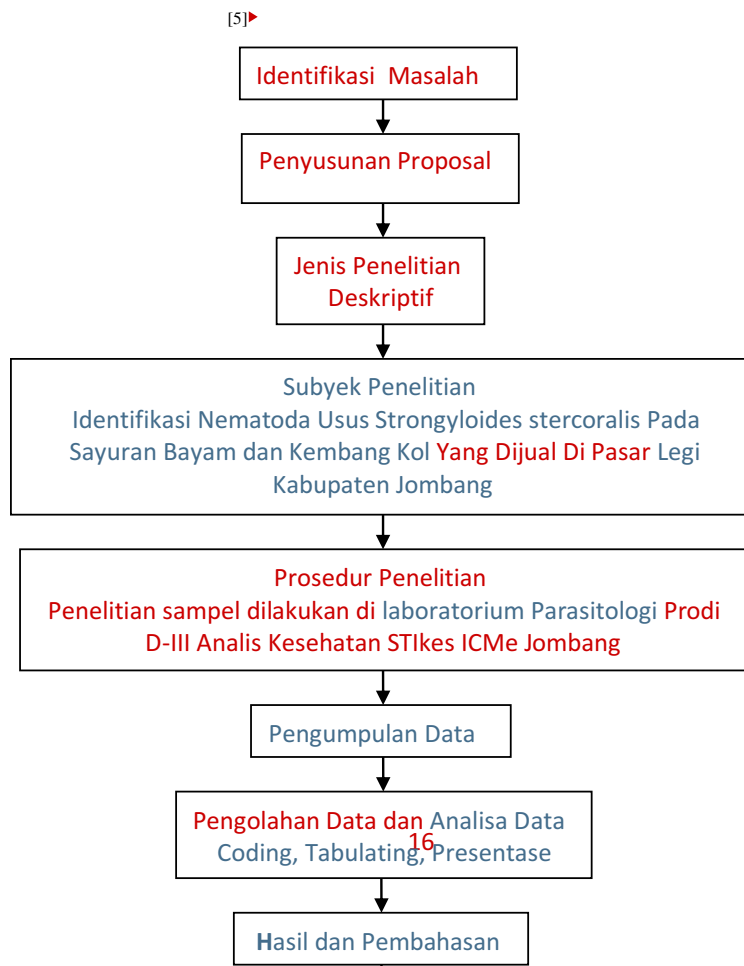 [5]
Identifikasi Masalah
Penyusunan Proposal
Jenis Penelitian
Deskriptif
Subyek Penelitian
Identifikasi Nematoda Usus Strongyloides stercoralis Pada
Sayuran Bayam dan Kembang Kol Yang Dijual Di Pasar Legi
Kabupaten Jombang
Prosedur Penelitian
Penelitian sampel dilakukan di laboratorium Parasitologi Prodi
D-III Analis Kesehatan STIkes ICMe Jombang
Pengumpulan Data
Pengolahan Data dan Analisa Data
16
Coding, Tabulating, Presentase
Hasil dan Pembahasan